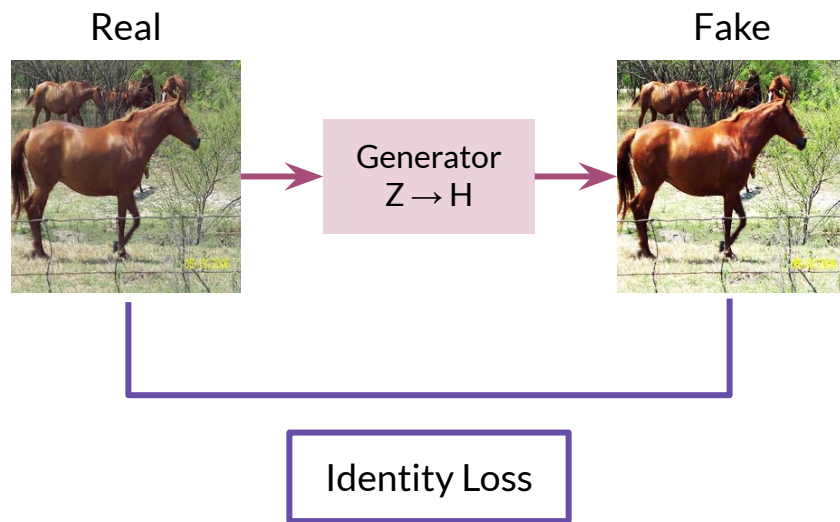 Real
Fake
Generator
Z → H
Identity Loss